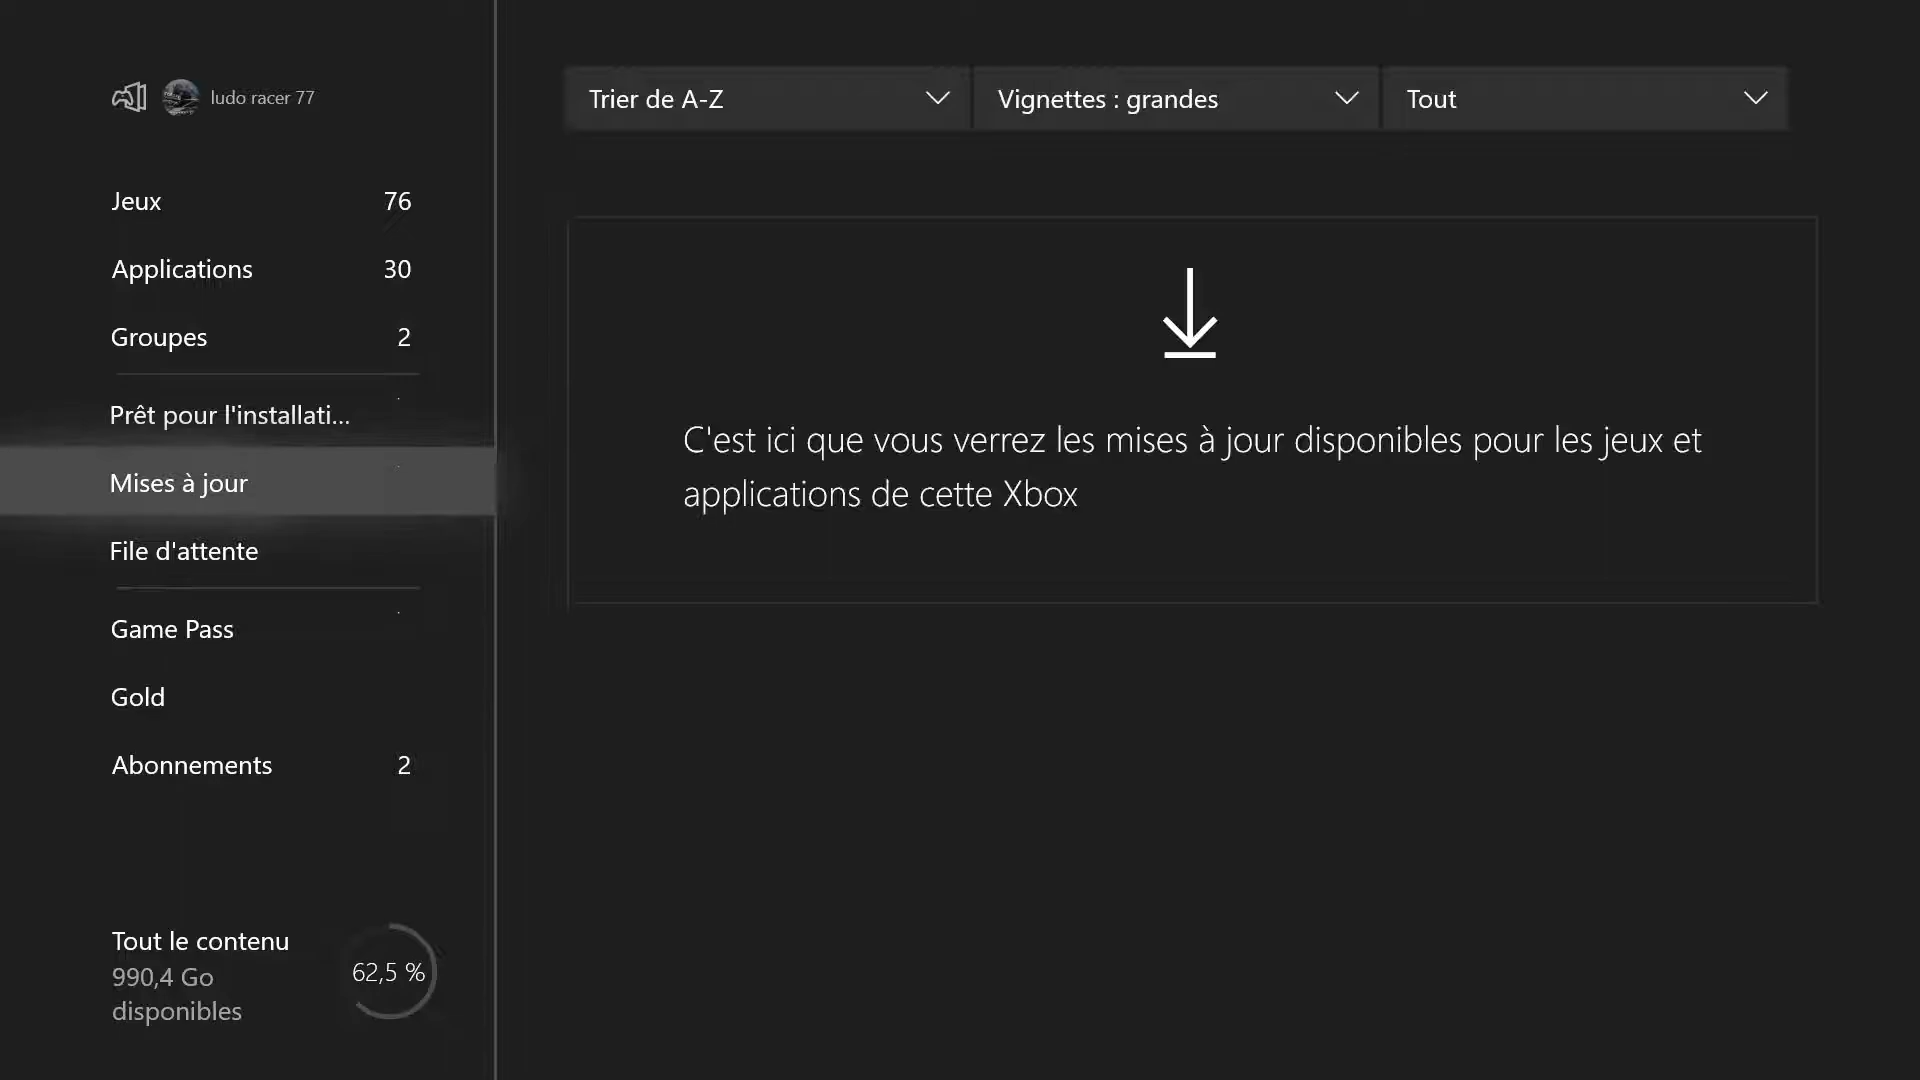 ludo racer 77
Jeux 76
Applications 30
Groupes 2
Prêt pour l'installati...
Mises à jour
File d'attente
Game Pass
Gold
Abonnements 2
Tout le contenu
990,4 Go
disponibles
62,5 %
Trier de A-Z
Vignettes : grandes
Tout
C'est ici que vous verrez les mises à jour disponibles pour les jeux et
applications de cette Xbox